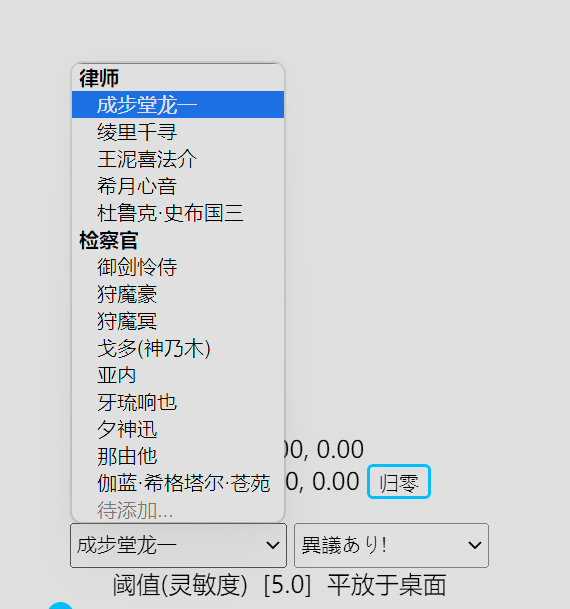 律师
成步堂龙一
绫里千寻
王泥喜法介
希月心音
杜鲁克·史布国三
检察官
御剑怜侍
狩魔豪
狩魔冥
戈多(神乃木)
亚内
牙琉响也
夕神迅
那由他
伽蓝·希格塔尔·苍苑
待添加...
00, 0.00
0, 0.00 归零
成步堂龙一 異議あり!
阈值(灵敏度) [5.0] 平放于桌面